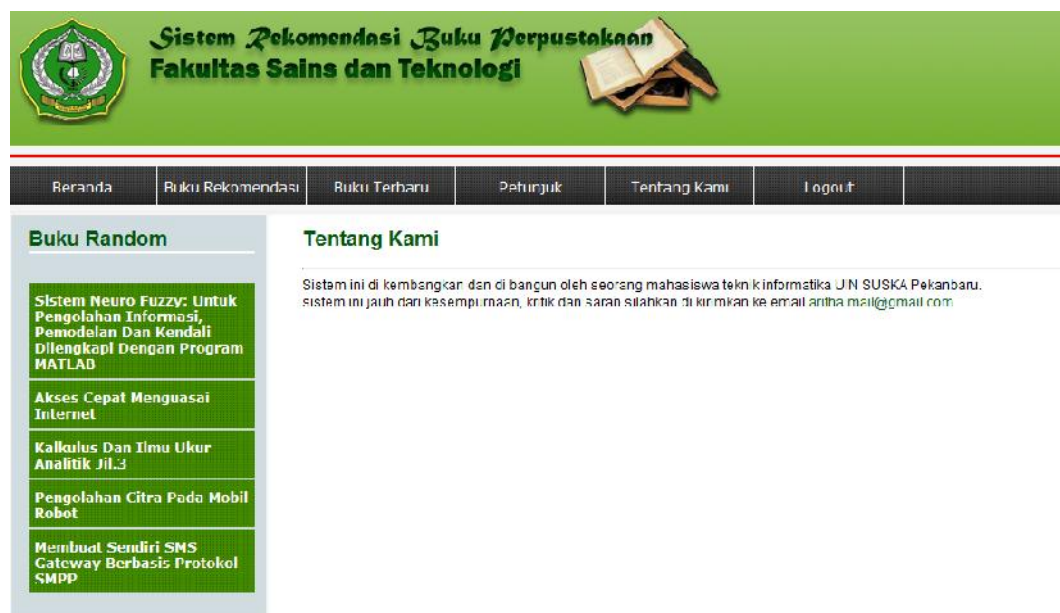 Sistem Rekomendasi Buku Perpustakaan
Fakultas Sains dan Teknologi
Beranda
Buku Rekomendasi
Buku Terbaru
Petunjuk
Tentang Kami
Logout
Buku Random
Sistem Neuro Fuzzy: Untuk
Pengolahan Informasi,
Pemodelan Dan Kendali
Dilengkapi Dengan Program
MATLAB
Akses Cepat Menguasai
Internet
Kalkulus Dan Ilmu Ukur
Analitik Jil.3
Pengolahan Citra Pada Mobil
Robot
Membuat Sendiri SMS
Gateway Berbasis Protokol
SMPP
Tentang Kami
Sistem ini di kembangkan dan di bangun oleh seorang mahasiswa teknik informatika UIN SUSKA Pekanbaru.
sistem ini jauh dari kesempurnaan, kritik dan saran silahkan di kirimkan ke email